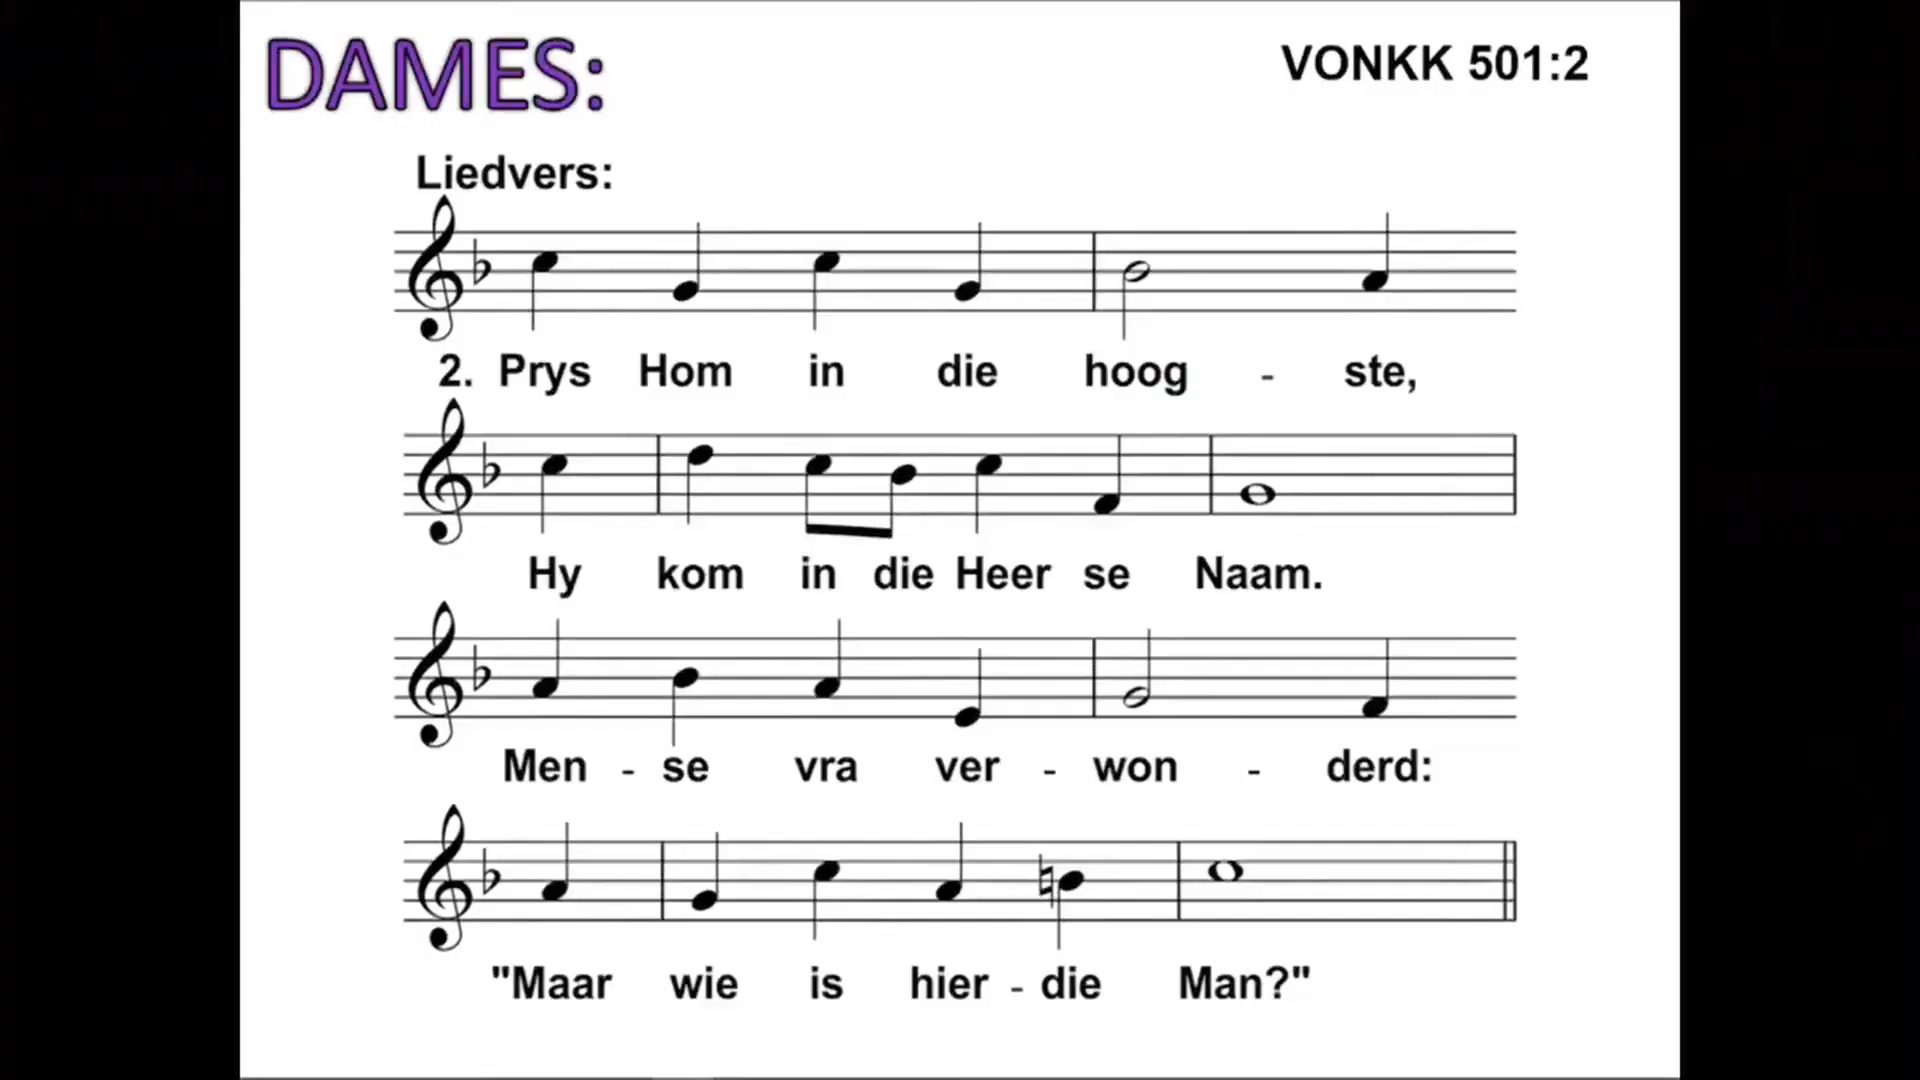 DAMES:
VONKK 501:2
Liedvers:
2. Prys Hom in die hoog - ste,
Hy kom in die Heer se Naam.
Men - se vra ver - won - derd:
"Maar wie is hier - die Man?"